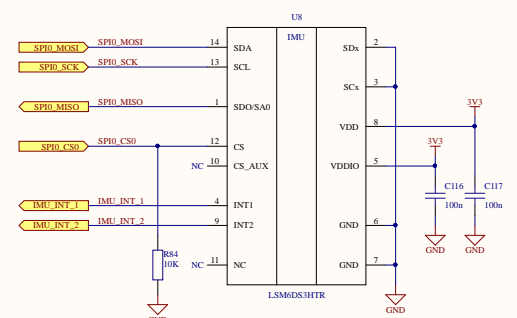 U8
IMU
SPI0_MOSI SPI0_MOSI 14 SDA SDx 2
SPI0_SCK SPI0_SCK 13 SCL
SCx 3
3V3
SPI0_MISO SPI0_MISO 1 SDO/SA0
VDD 8
3V3
SPI0_CS0 SPI0_CS0 12 CS
NC 10 CS_AUX VDDIO 5
C116 C117
100n 100n
IMU_INT_1 IMU_INT_1 4 INT1
IMU_INT_2 IMU_INT_2 9 INT2 GND 6
GND GND
R84
10K
NC 11 NC GND 7
LSM6DS3HTR
GND
GND